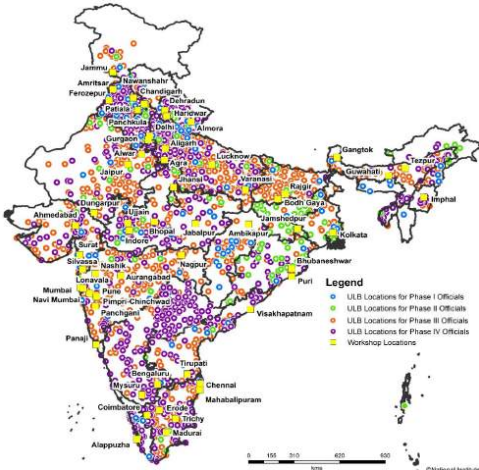 Jammu
Amritsar
Nawanshahr
Ferozepur
Chandigarh
Patiala
Dehradun
Panchkula
Haridwar
Gurgaon
Delhi
Almora
Alwar
Aligarh
Jaipur
Agra
Lucknow
Gangtok
Tezpur
Guwahati
Jhansi
Varanasi
Rajgir
Imphal
Dungarpur
Bodh Gaya
Ahmedabad
Ujjain
Jamshedpur
Bhopal
Jabalpur
Ambikapur
Kolkata
Indore
Surat
Bhubaneshwar
Silvassa
Nashik
Nagpur
Puri
Lonavala
Aurangabad
Mumbai
Pune
Navi Mumbai
Pimpri-Chinchwad
Visakhapatnam
Panchgani
Panaji
Tirupati
Bengaluru
Chennai
Mysuru
Mahabalipuram
Coimbatore
Erode
Trichy
Madurai
Alappuzha
Legend
ULB Locations for Phase I Officials
ULB Locations for Phase II Officials
ULB Locations for Phase III Officials
ULB Locations for Phase IV Officials
Workshop Locations
0 155 310 620 930
kms
©National Institute